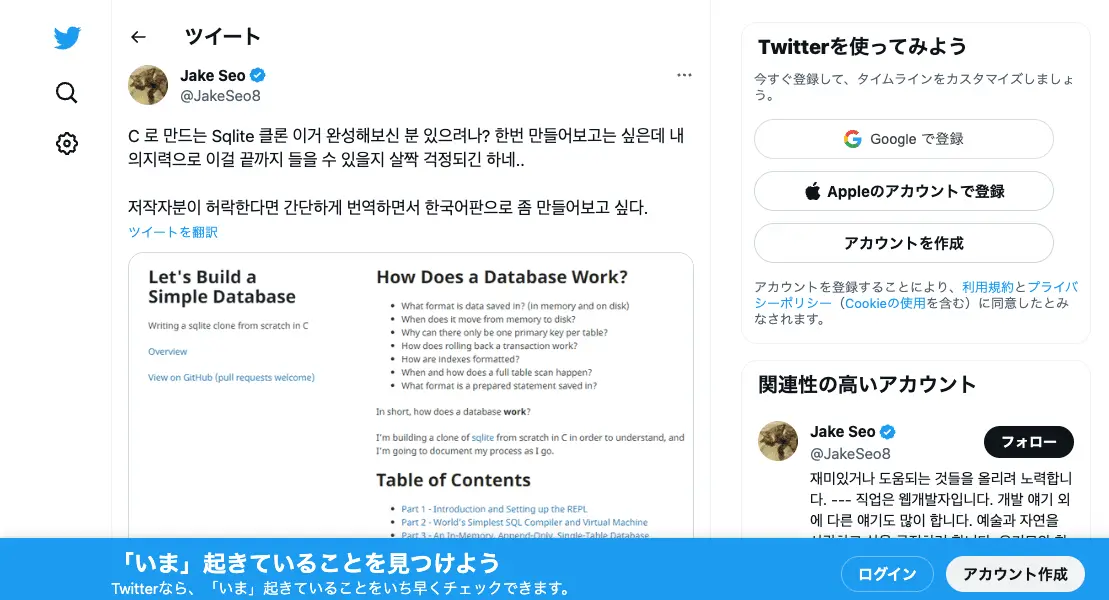 ツイート
Jake Seo
@JakeSeo8
C 로 만드는 Sqlite 클론 이거 완성해보신 분 있으려나? 한번 만들어보고는 싶은데 내
의지력으로 이걸 끝까지 들을 수 있을지 살짝 걱정되긴 하네..
저작자분이 허락한다면 간단하게 번역하면서 한국어판으로 좀 만들어보고 싶다.
ツイートを翻訳
Let's Build a
Simple Database
Writing a sqlite clone from scratch in C
Overview
View on GitHub (pull requests welcome)
How Does a Database Work?
• What format is data saved in? (in memory and on disk)
• When does it move from memory to disk?
• Why can there only be one primary key per table?
• How does rolling back a transaction work?
• How are indexes formatted?
• When and how does a full table scan happen?
• What format is a prepared statement saved in?
In short, how does a database work?
I'm building a clone of sqlite from scratch in C in order to understand, and
I'm going to document my process as I go.
Table of Contents
• Part 1 - Introduction and Setting up the REPL
• Part 2 - World's Simplest SQL Compiler and Virtual Machine
• Part 3 - An In-Memory, Append-Only, Single-Table Database
Twitterを使ってみよう
今すぐ登録して、タイムラインをカスタマイズしましょ
う。
Google で登録
Appleのアカウントで登録
アカウントを作成
アカウントを登録することにより、利用規約とプライバ
シーポリシー（Cookieの使用を含む）に同意したとみ
なされます。
関連性の高いアカウント
Jake Seo
@JakeSeo8
フォロー
재미있거나 도움되는 것들을 올리려 노력합니
다. --- 직업은 웹개발자입니다. 개발 얘기 외
에 다른 얘기도 많이 합니다. 예술과 자연을
「いま」起きていることを見つけよう
Twitterなら、「いま」起きていることをいち早くチェックできます。
ログイン
アカウント作成